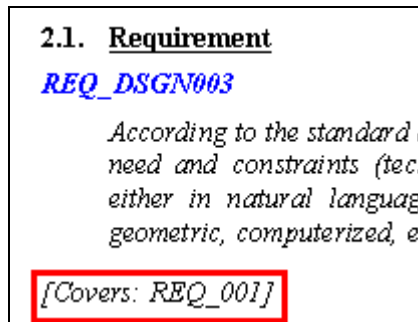 2.1. Requirement
REQ_DSGN003
According to the standard
need and constraints (tec
either in natural languag
geometric, computerized, e
[Covers: REQ_001]